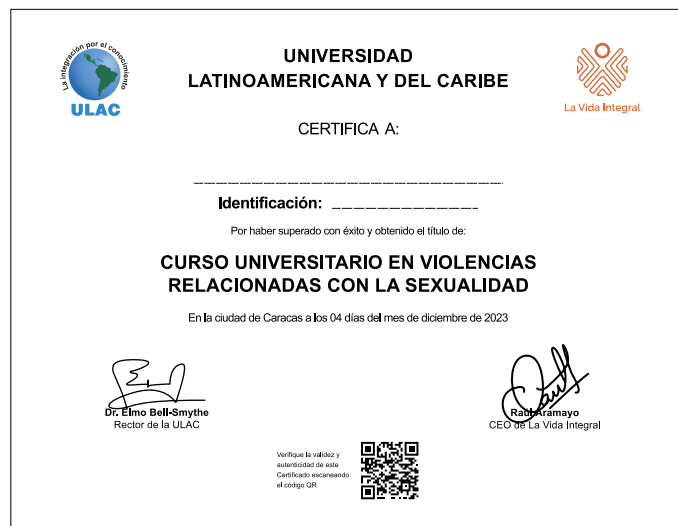 La integración por el conocimiento
ULAC
UNIVERSIDAD
LATINOAMERICANA Y DEL CARIBE
La Vida Integral
CERTIFICA A:
Identificación:
Por haber superado con éxito y obtenido el título de:
CURSO UNIVERSITARIO EN VIOLENCIAS
RELACIONADAS CON LA SEXUALIDAD
En la ciudad de Caracas a los 04 días del mes de diciembre de 2023
Dr. Elmo Bell-Smythe
Rector de la ULAC
Raúl Aramayo
CEO de La Vida Integral
Verifique la validez y
autenticidad de este
Certificado escaneando
el código QR